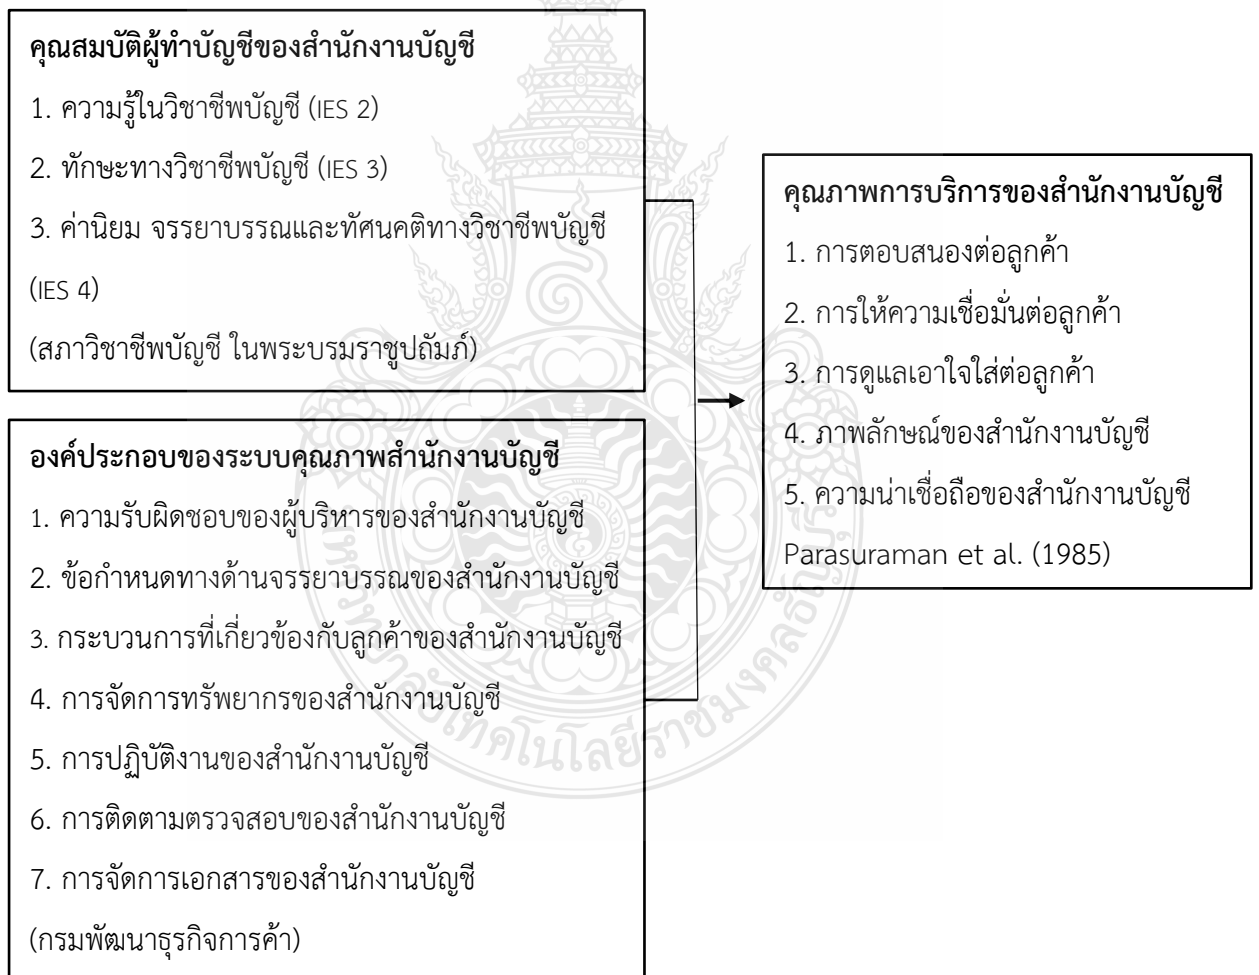 คุณสมบัติผู้ทำบัญชีของสำนักงานบัญชี
1. ความรู้ในวิชาชีพบัญชี (IES 2)
2. ทักษะทางวิชาชีพบัญชี (IES 3)
3. ค่านิยม จรรยาบรรณและทัศนคติทางวิชาชีพบัญชี
(IES 4)
(สภาวิชาชีพบัญชี ในพระบรมราชูปถัมภ์)
องค์ประกอบของระบบคุณภาพสำนักงานบัญชี
1. ความรับผิดชอบของผู้บริหารของสำนักงานบัญชี
2. ข้อกำหนดทางด้านจรรยาบรรณของสำนักงานบัญชี
3. กระบวนการที่เกี่ยวข้องกับลูกค้าของสำนักงานบัญชี
4. การจัดการทรัพยากรของสำนักงานบัญชี
5. การปฏิบัติงานของสำนักงานบัญชี
6. การติดตามตรวจสอบของสำนักงานบัญชี
7. การจัดการเอกสารของสำนักงานบัญชี
(กรมพัฒนาธุรกิจการค้า)
คุณภาพการบริการของสำนักงานบัญชี
1. การตอบสนองต่อลูกค้า
2. การให้ความเชื่อมั่นต่อลูกค้า
3. การดูแลเอาใจใส่ต่อลูกค้า
4. ภาพลักษณ์ของสำนักงานบัญชี
5. ความน่าเชื่อถือของสำนักงานบัญชี
Parasuraman et al. (1985)